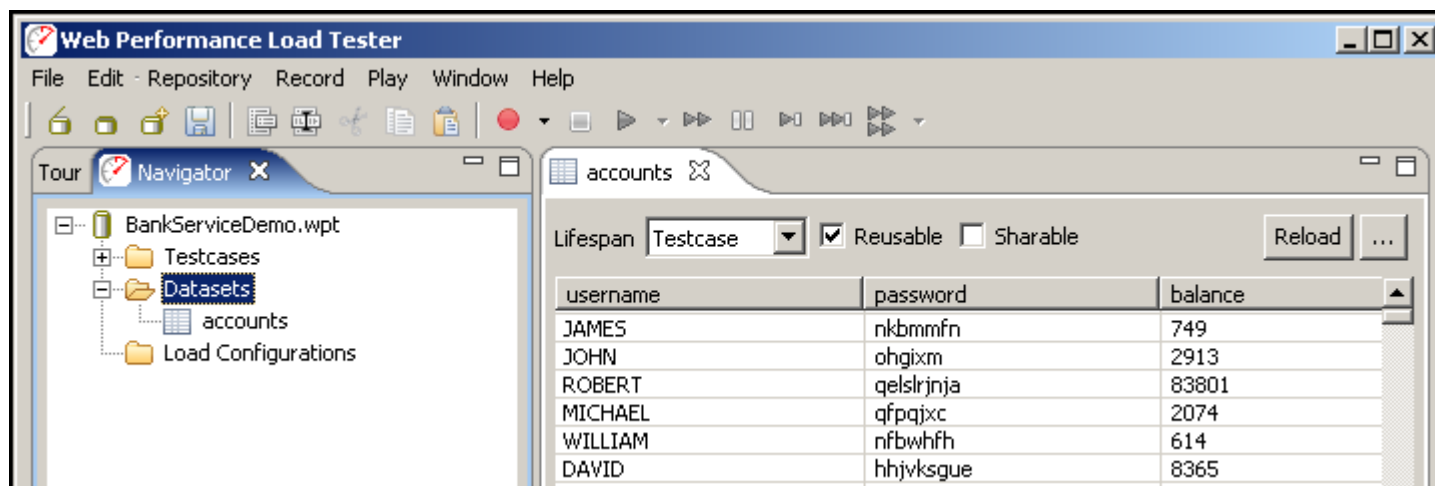 Web Performance Load Tester
File Edit Repository Record Play Window Help
Tour Navigator
accounts
BankServiceDemo.wpt
Testcases
Datasets
accounts
Load Configurations
Lifespan Testcase Reusable Sharable Reload ...
username password balance
JAMES nkbmmfn 749
JOHN ohgixm 2913
ROBERT qelslrjnja 83801
MICHAEL qfpqjxc 2074
WILLIAM nfbwhfh 614
DAVID hhjvksgue 8365